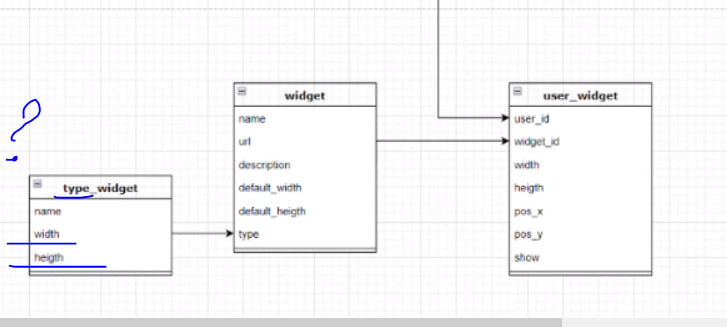 widget
name
url
description
default_width
default_heigth
type
user_widget
user_id
widget_id
width
heigth
pos_x
pos_y
show
?
type_widget
name
width
heigth